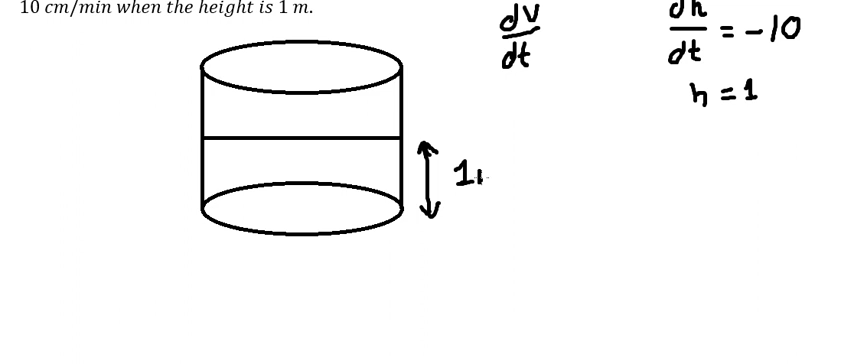 10 cm/min when the height is 1 m.
dv
dt
dh
dt = -10
h = 1
1